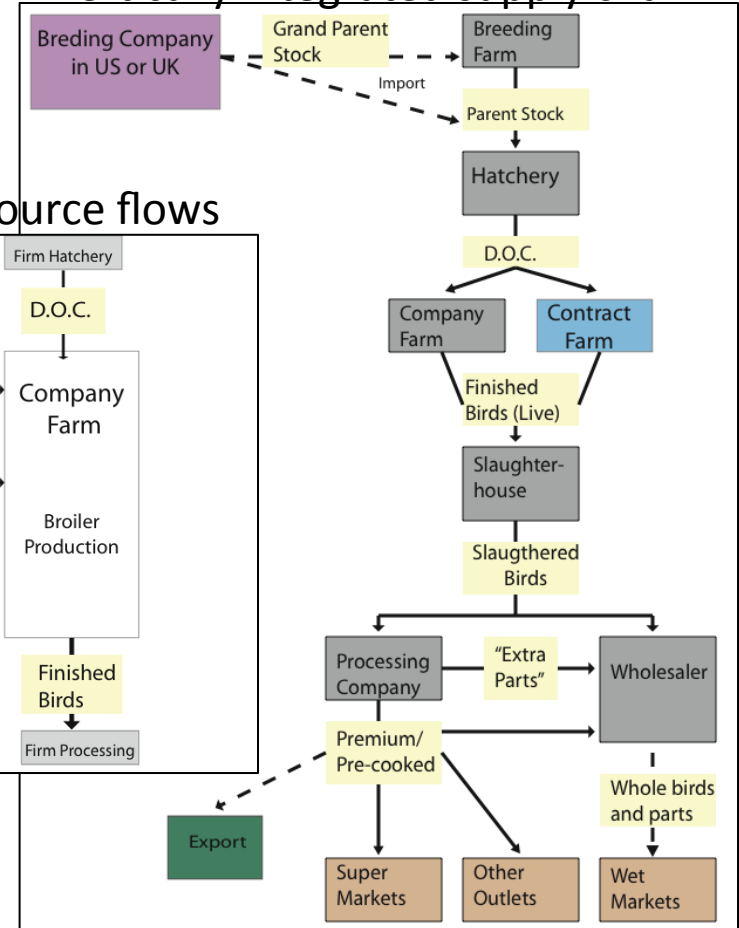 Breding Company
in US or UK
Grand Parent
Stock
Breeding
Farm
Import
Parent Stock
Hatchery
D.O.C.
Company
Farm
Contract
Farm
Finished
Birds (Live)
Slaughter-
house
Slaugthered
Birds
Processing
Company
“Extra
Parts”
Wholesaler
Premium/
Pre-cooked
Whole birds
and parts
Export
Super
Markets
Other
Outlets
Wet
Markets
ource flows
Firm Hatchery
D.O.C.
Company
Farm
Broiler
Production
Finished
Birds
Firm Processing